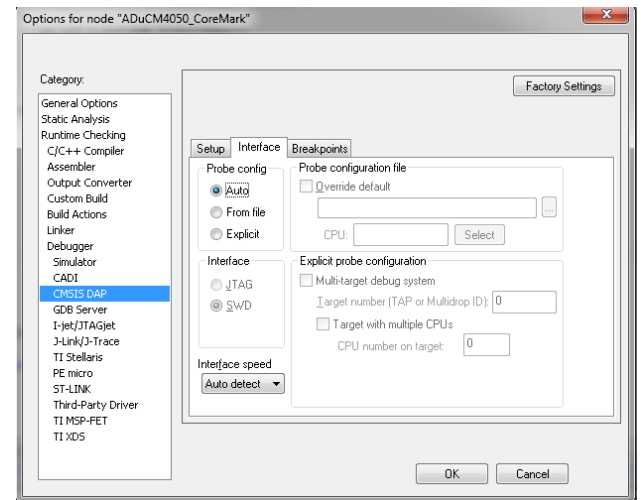 Options for node "ADuCM4050_CoreMark"
Category:
General Options
Static Analysis
Runtime Checking
C/C++ Compiler
Assembler
Output Converter
Custom Build
Build Actions
Linker
Debugger
Simulator
CADI
CMSIS DAP
GDB Server
I-jet/JTAGjet
J-Link/J-Trace
TI Stellaris
PE micro
ST-LINK
Third-Party Driver
TI MSP-FET
TI XDS
Factory Settings
Setup Interface Breakpoints
Probe config
Auto
From file
Explicit
Probe configuration file
Override default
...
CPU: Select
Interface
JTAG
SWD
Explicit probe configuration
Multi-target debug system
Target number (TAP or Multidrop ID): 0
Target with multiple CPUs
CPU number on target: 0
Interface speed
Auto detect
OK Cancel